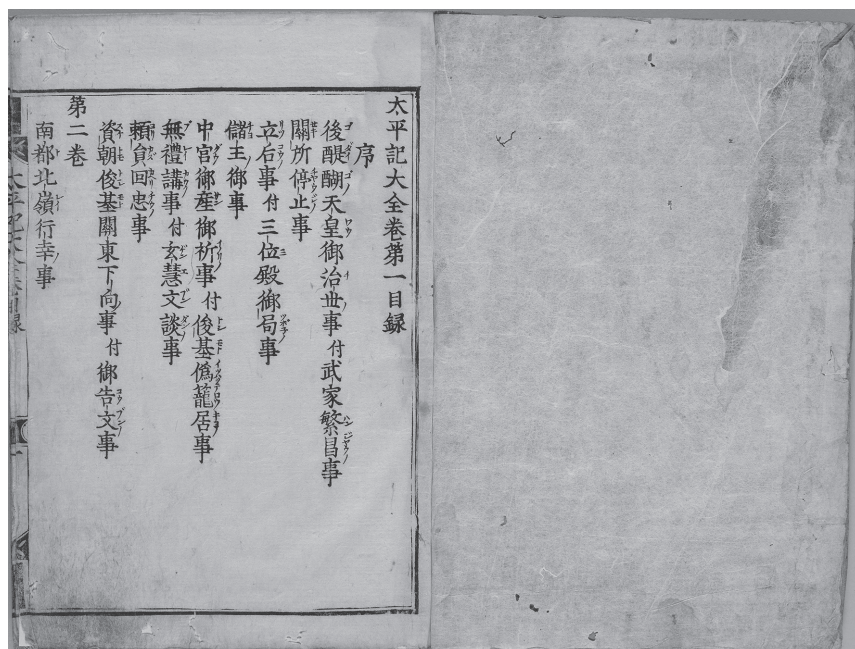 太平記大全卷第一目録
序
後醍醐天皇御治世事付武家繁昌事
關所停止事
立后事付三位殿御局事
儲王御事
中宮御産御祈事付俊基僞籠居事
無禮講事付玄慧文談事
頼員回忠事
資朝俊基關東下向事付御告文事
第二卷
南都北嶺行幸事